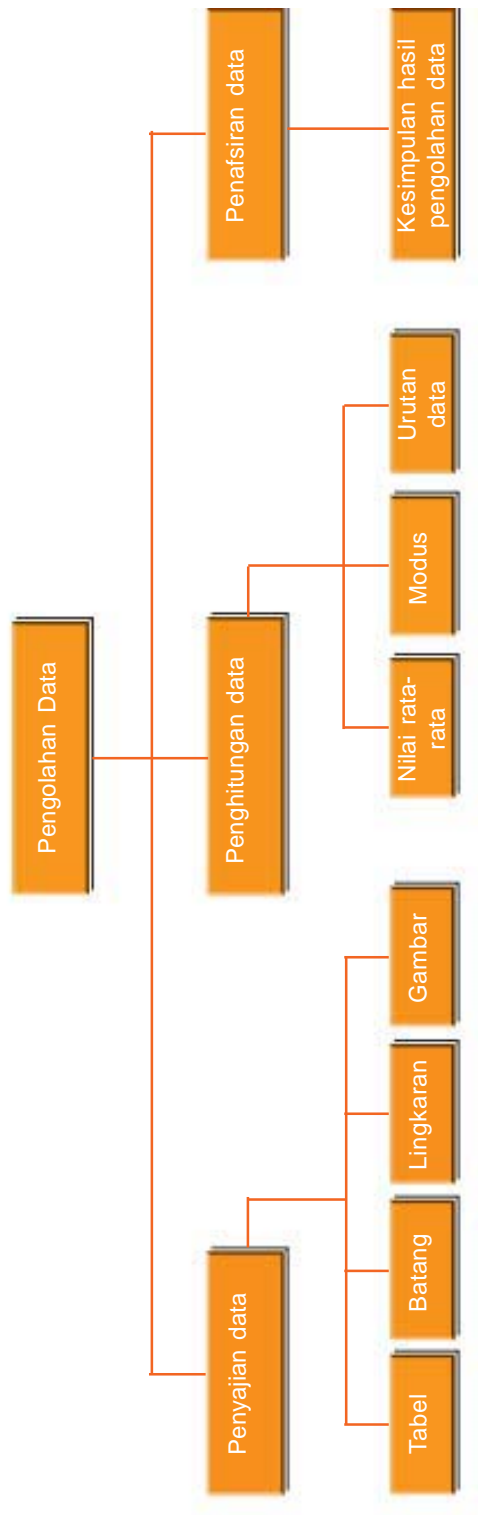 Pengolahan Data
Penyajian data
Penghitungan data
Penafsiran data
Tabel
Batang
Lingkaran
Gambar
Nilai rata-
rata
Modus
Urutan
data
Kesimpulan hasil
pengolahan data